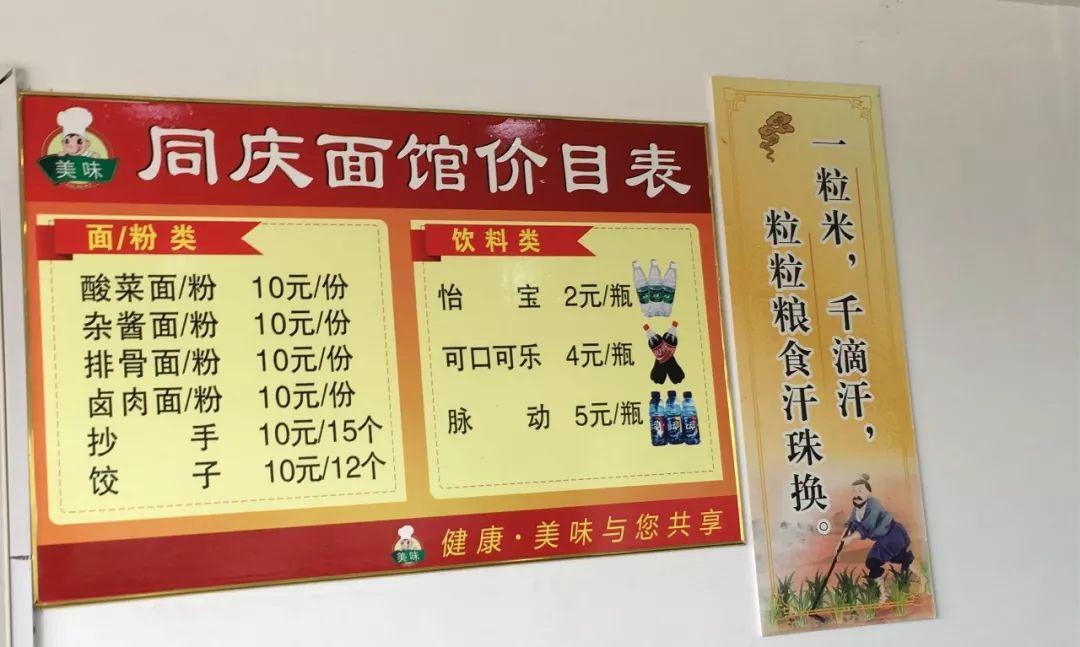 美味
同庆面馆价目表
面/粉 类
酸菜面/粉 10元/份
杂酱面/粉 10元/份
排骨面/粉 10元/份
卤肉面/粉 10元/份
抄 手 10元/15个
饺 子 10元/12个
饮料类
怡 宝 2元/瓶
可口可乐 4元/瓶
脉 动 5元/瓶
美味
健康·美味与您共享
一粒米，千滴汗，
粒粒粮食汗珠换。